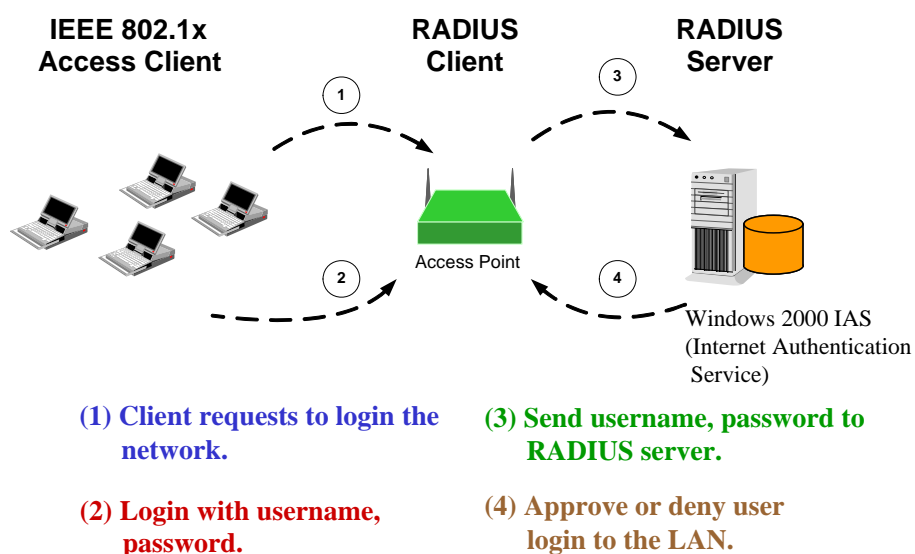 IEEE 802.1x
Access Client
RADIUS
Client
RADIUS
Server
1
3
Access Point
2
4
Windows 2000 IAS
(Internet Authentication
Service)
(1) Client requests to login the
network.
(2) Login with username,
password.
(3) Send username, password to
RADIUS server.
(4) Approve or deny user
login to the LAN.